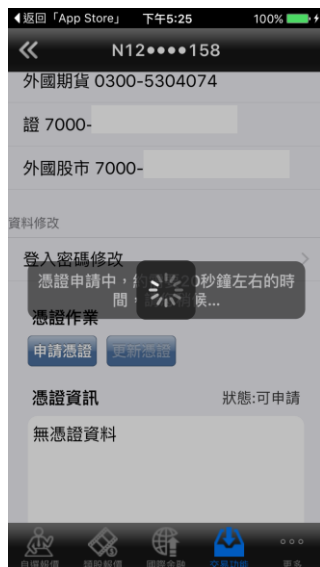 返回「App Store」 下午5:25 100%
N12●●●●158
外國期貨 0300-5304074
證 7000-
外國股市 7000-
資料修改
登入密碼修改
憑證申請中，約 20秒鐘左右的時
間， 候...
憑證作業
申請憑證 更新憑證
憑證資訊 狀態:可申請
無憑證資料
自選報價 類股報價 國際金融 交易功能 更多